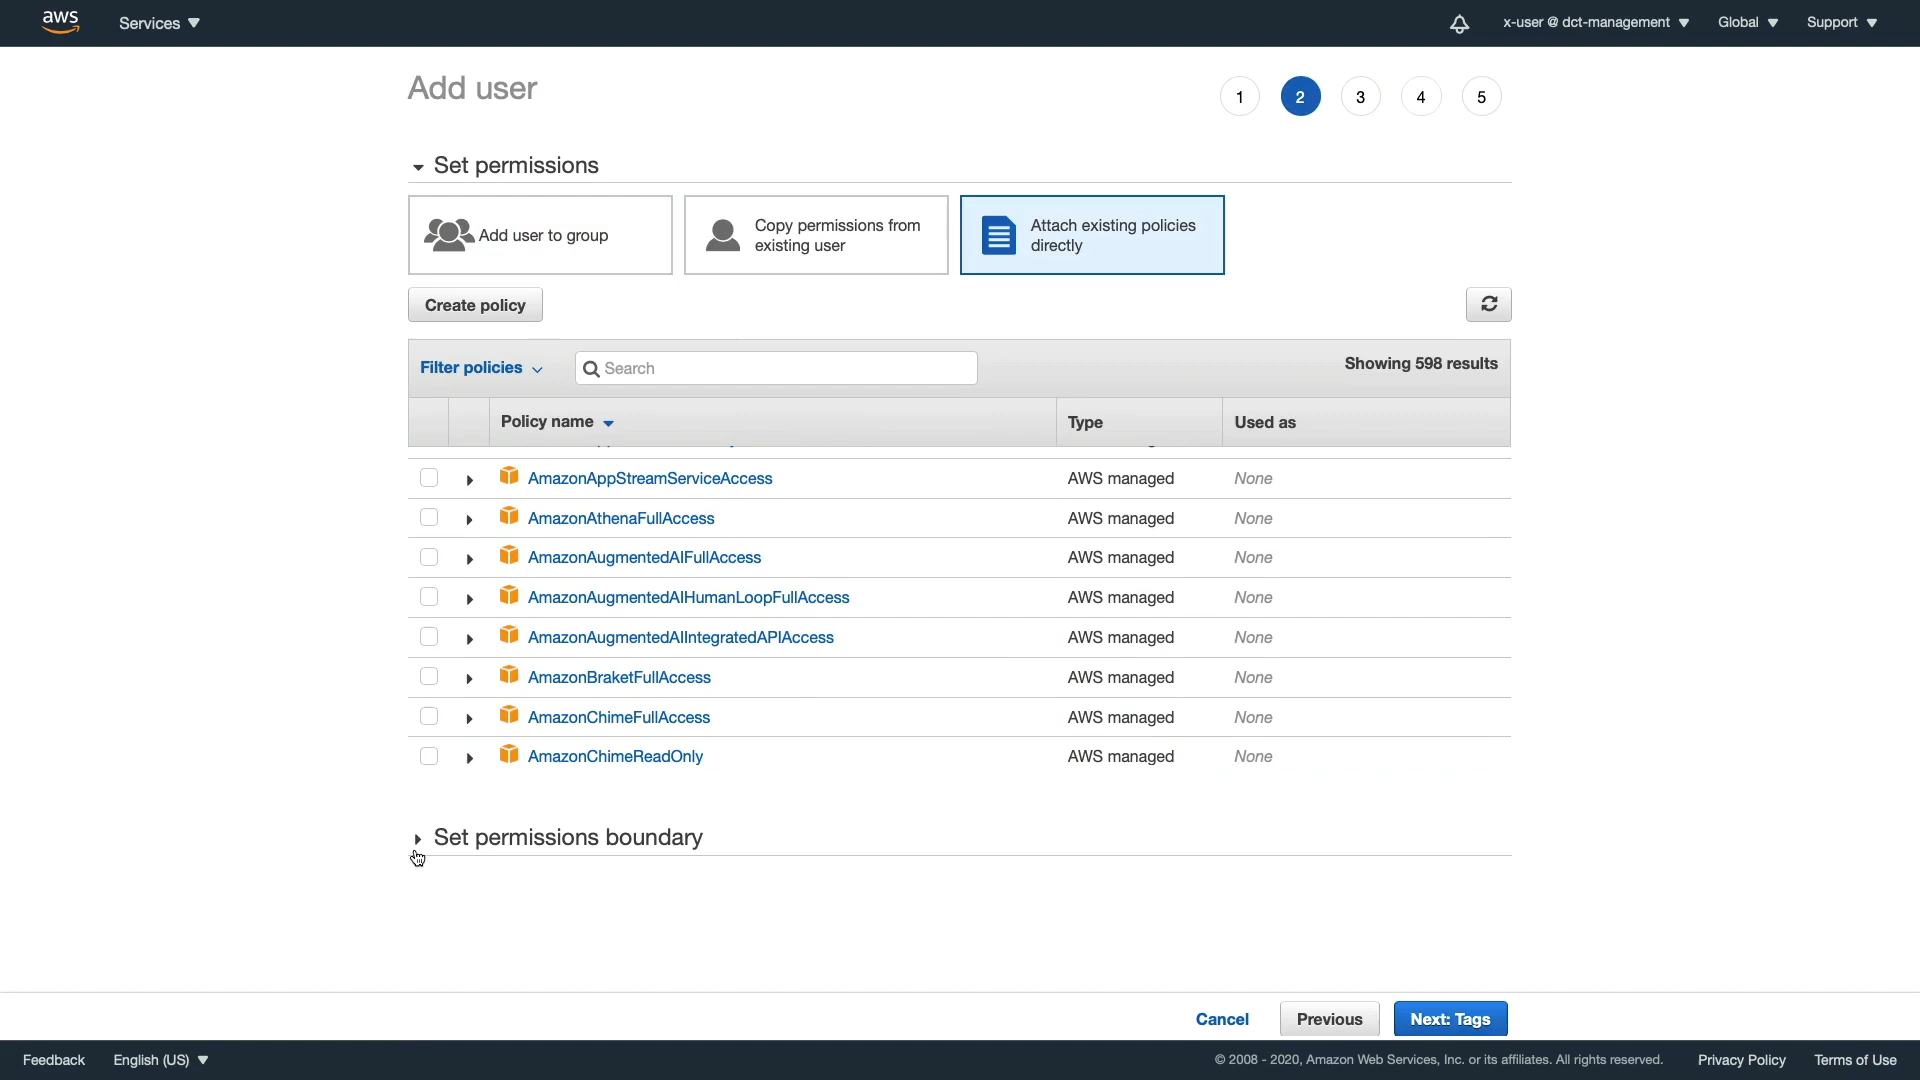 aws Services x-user @ dct-management Global Support
Add user
1 2 3 4 5
Set permissions
Add user to group
Copy permissions from
existing user
Attach existing policies
directly
Create policy
Filter policies Search Showing 598 results
Policy name Type Used as
AmazonAppStreamServiceAccess AWS managed None
AmazonAthenaFullAccess AWS managed None
AmazonAugmentedAIFullAccess AWS managed None
AmazonAugmentedAIHumanLoopFullAccess AWS managed None
AmazonAugmentedAIIntegratedAPIAccess AWS managed None
AmazonBraketFullAccess AWS managed None
AmazonChimeFullAccess AWS managed None
AmazonChimeReadOnly AWS managed None
Set permissions boundary
Cancel Previous Next: Tags
Feedback English (US) © 2008 - 2020, Amazon Web Services, Inc. or its affiliates. All rights reserved. Privacy Policy Terms of Use